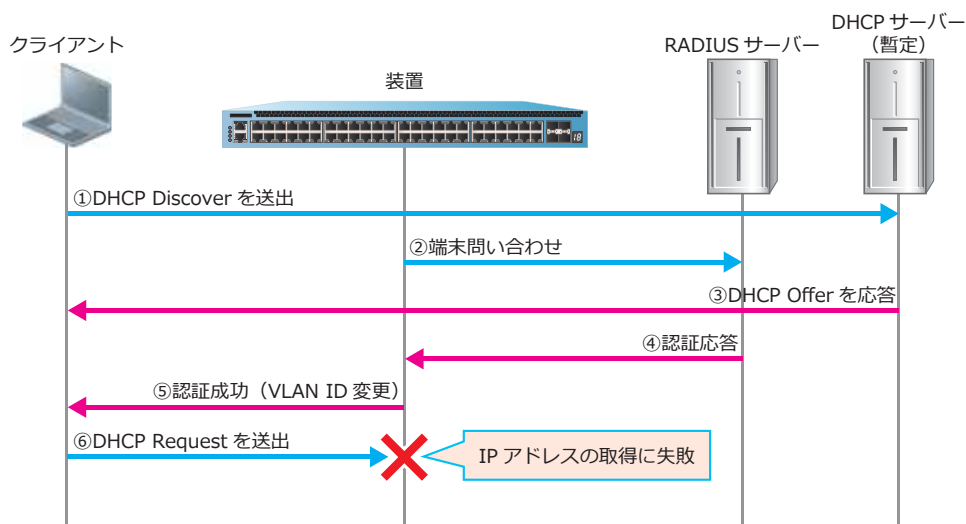 クライアント
装置
RADIUS サーバー
DHCP サーバー
（暫定）
18
①DHCP Discover を送出
②端末問い合わせ
③DHCP Offer を応答
④認証応答
⑤認証成功（VLAN ID 変更）
⑥DHCP Request を送出
IP アドレスの取得に失敗